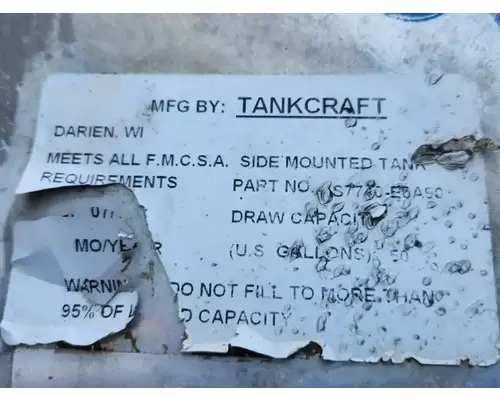 MFG BY: TANKCRAFT
DARIEN, WI
MEETS ALL F.M.C.S.A. SIDE MOUNTED TANK
REQUIREMENTS PART NO.
DRAW CAPACITY
MO/YEAR (U.S. GALLONS) 50
WARNING DO NOT FILL TO MORE THAN
95% OF CAPACITY